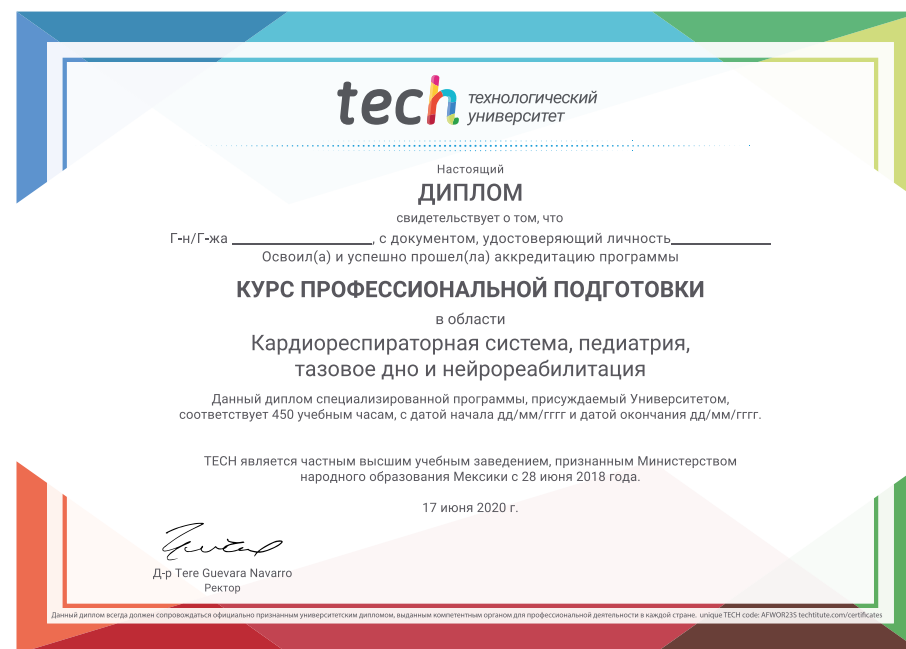 tech технологический
университет
Настоящий
ДИПЛОМ
свидетельствует о том, что
Г-н/Г-жа ____________________, с документом, удостоверяющий личность______________
Освоил(а) и успешно прошел(ла) аккредитацию программы
КУРС ПРОФЕССИОНАЛЬНОЙ ПОДГОТОВКИ
в области
Кардиореспираторная система, педиатрия,
тазовое дно и нейрореабилитация
Данный диплом специализированной программы, присуждаемый Университетом,
соответствует 450 учебным часам, с датой начала дд/мм/гггг и датой окончания дд/мм/гггг.
TECH является частным высшим учебным заведением, признанным Министерством
народного образования Мексики с 28 июня 2018 года.
17 июня 2020 г.
Д-р Tere Guevara Navarro
Ректор
Данный диплом всегда должен сопровождаться официально признанным университетским дипломом, выданным компетентным органом для профессиональной деятельности в каждой стране. unique TECH code: AFWOR23S techtitute.com/certificates